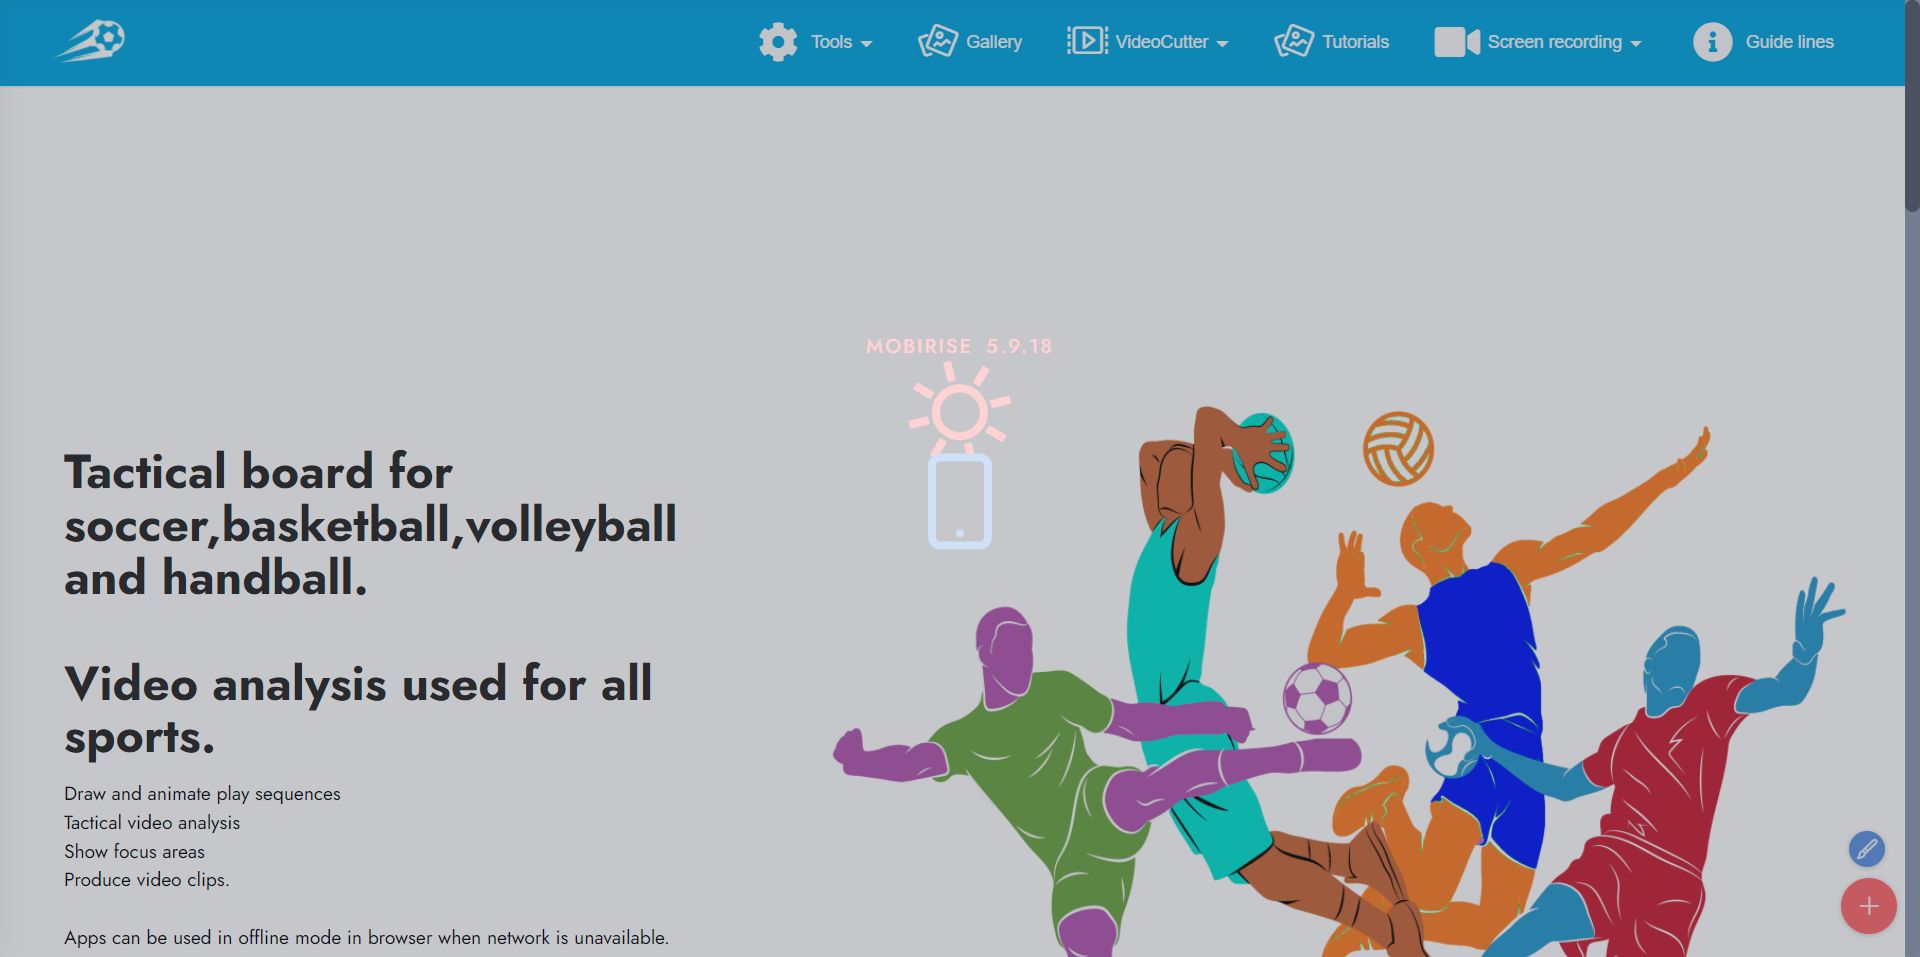 Tools
Gallery
VideoCutter
Tutorials
Screen recording
Guide lines
MOBIRISE 5.9.18
Tactical board for
soccer,basketball,volleyball
and handball.
Video analysis used for all
sports.
Draw and animate play sequences
Tactical video analysis
Show focus areas
Produce video clips.
Apps can be used in offline mode in browser when network is unavailable.